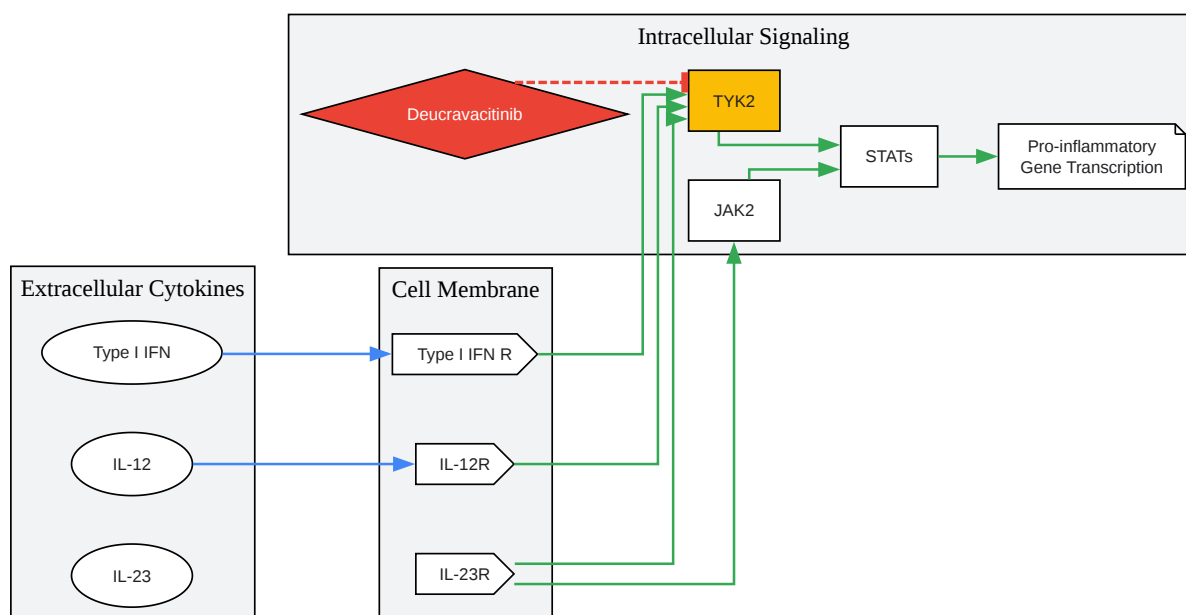 Intracellular Signaling
Deucravacitinib
TYK2
STATs
Pro-inflammatory
Gene Transcription
JAK2
Extracellular Cytokines
Cell Membrane
Type I IFN
Type I IFN R
IL-12
IL-12R
IL-23
IL-23R